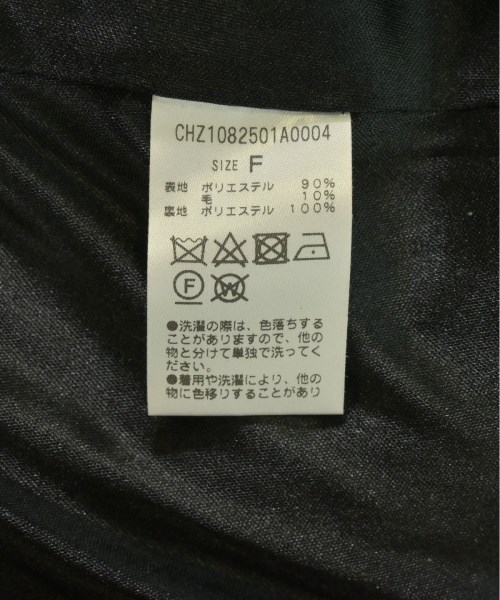 CHZ1082501A0004
SIZE F
表地 ポリエステル 90%
毛 10%
裏地 ポリエステル 100%
F
W
●洗濯の際は、色落ちする
ことがありますので、他の
物と分けて単独で洗ってく
ださい。
●着用や洗濯により、他の
物に色移りすることがあり